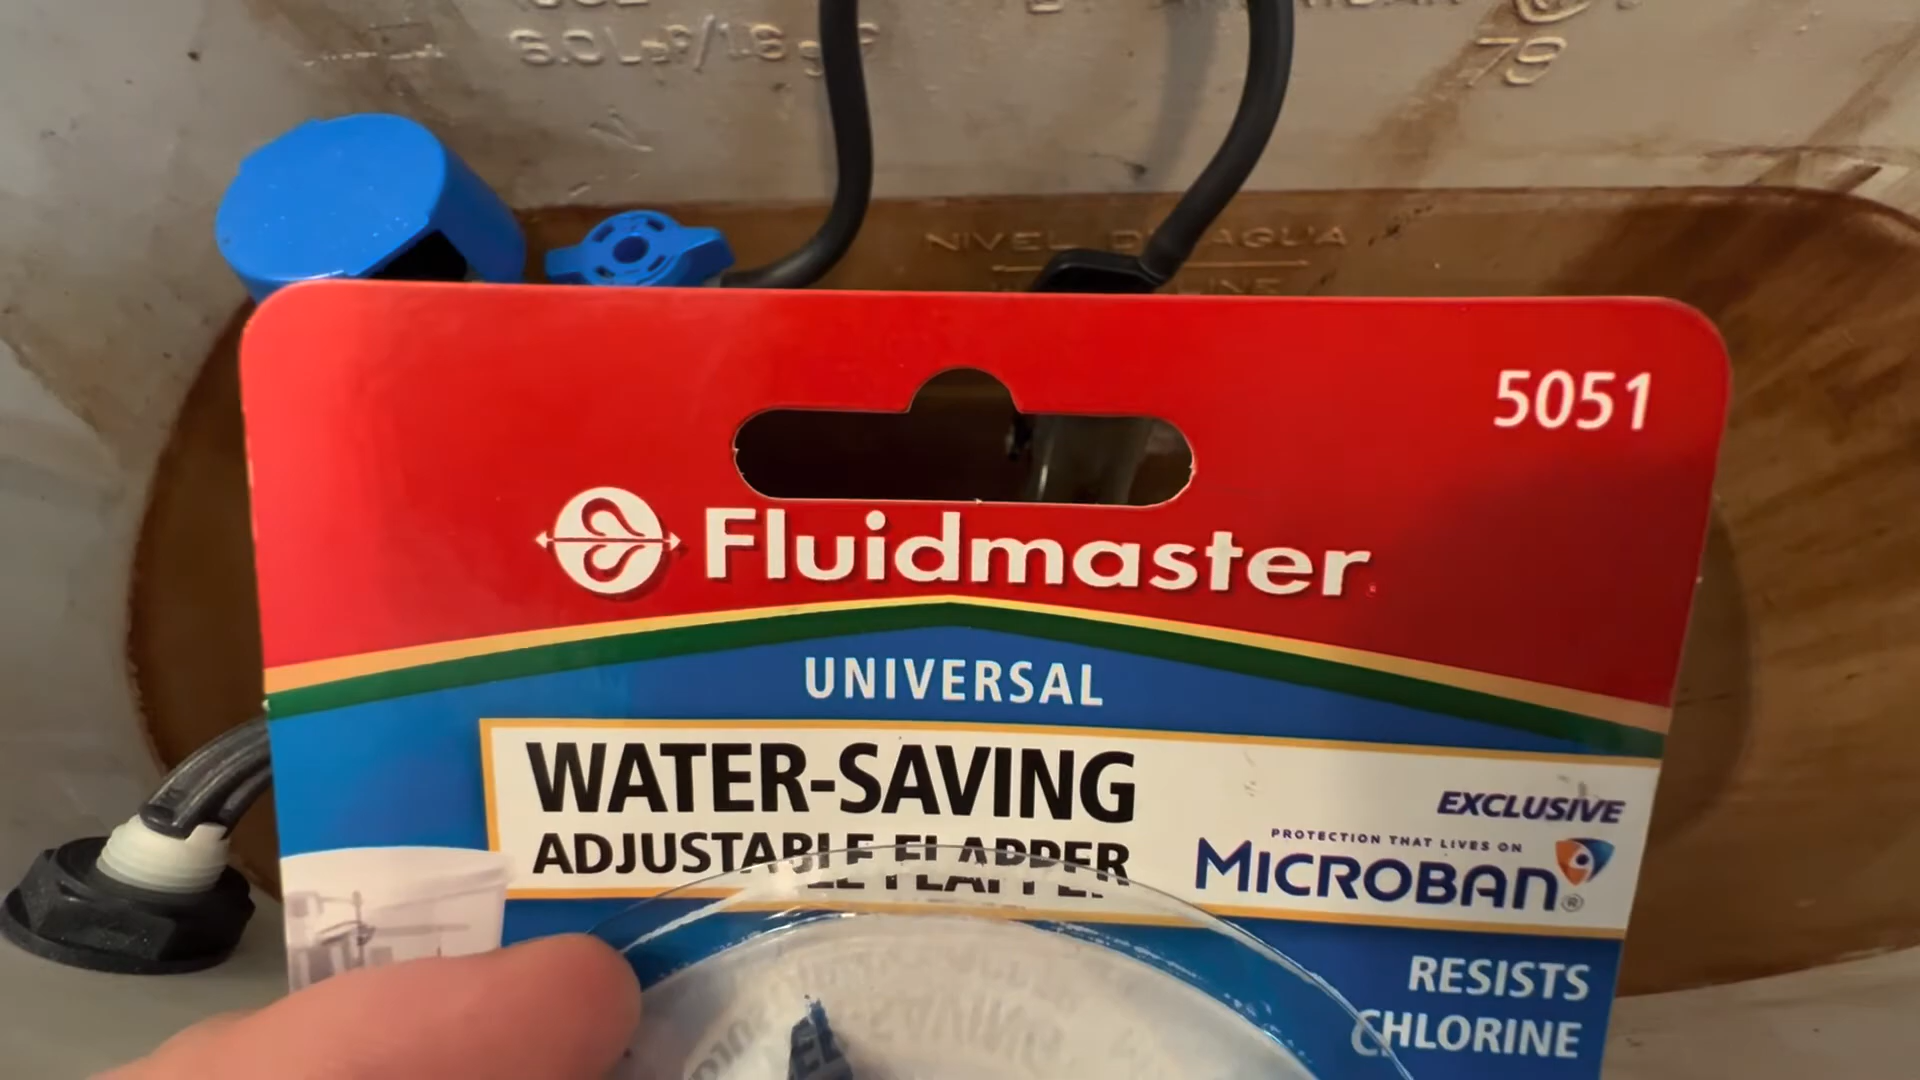 6.0 Lpf/1.6 gpf
79
NIVEL DE AGUA
LINE
5051
Fluidmaster
UNIVERSAL
WATER-SAVING
ADJUSTABLE FLAPPER
EXCLUSIVE
PROTECTION THAT LIVES ON
MICROBAN®
RESISTS
CHLORINE